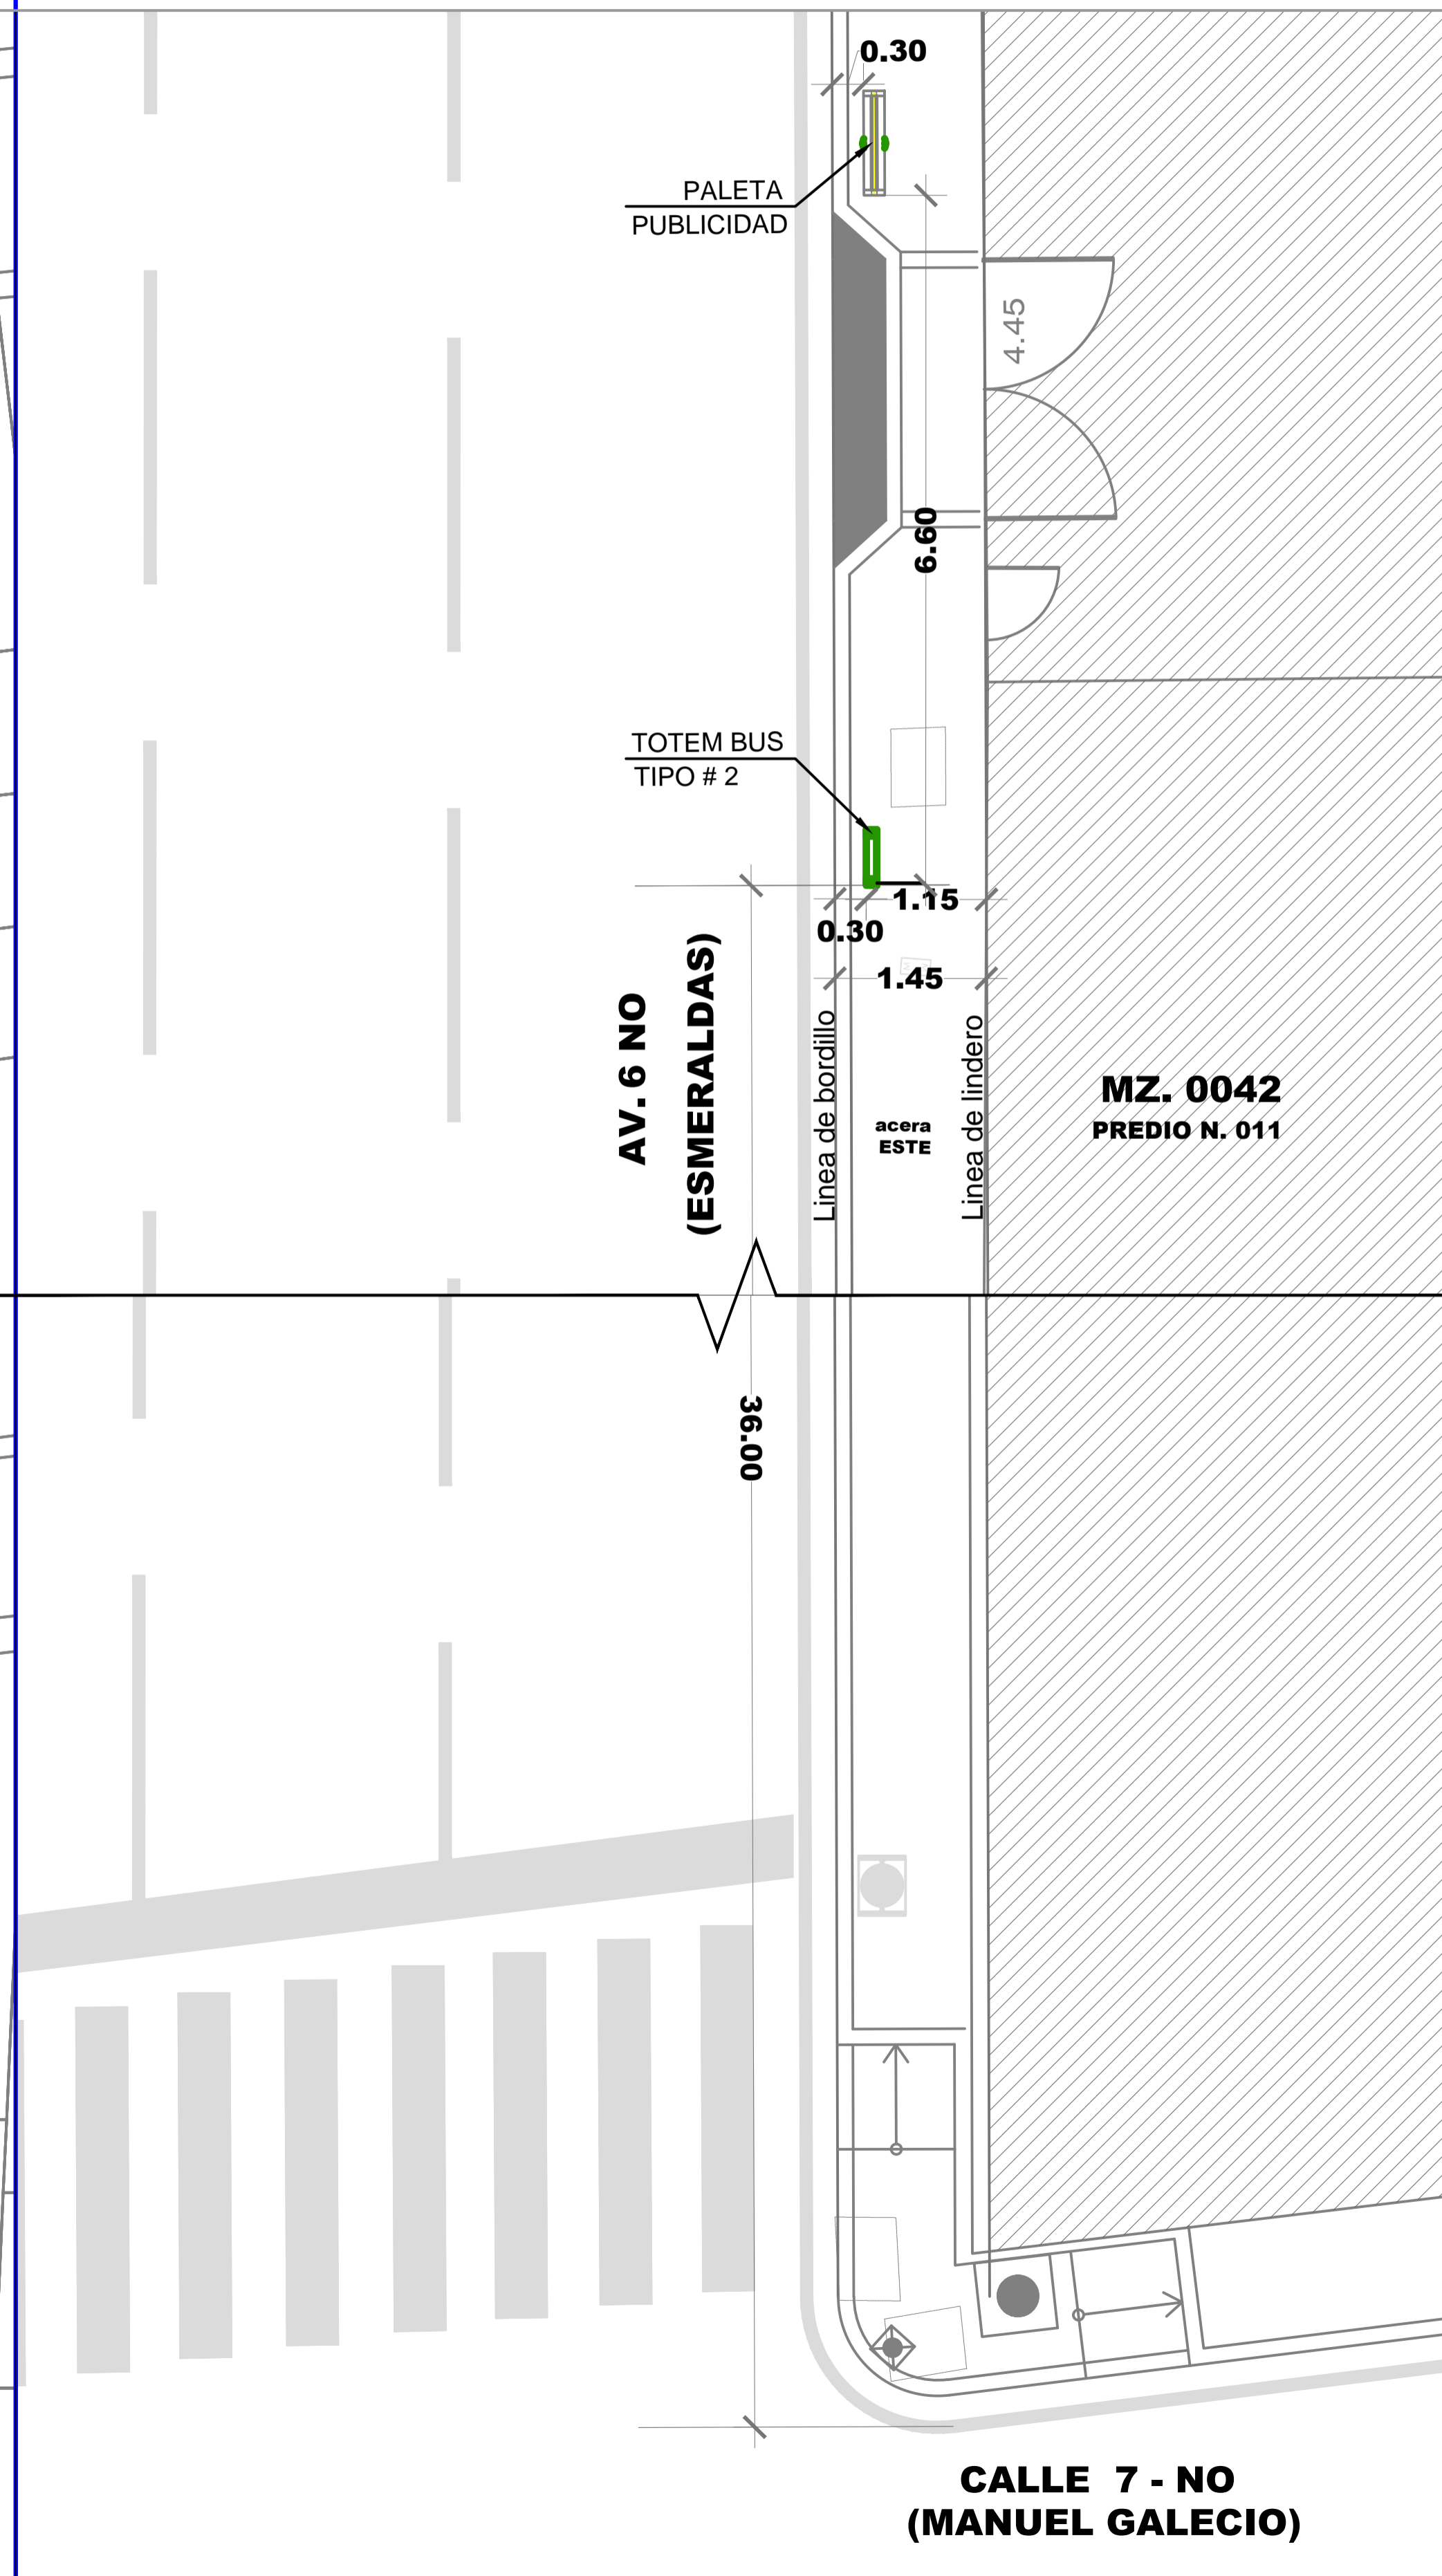 0.30
PALETA
PUBLICIDAD
4.45
6.60
TOTEM BUS
TIPO # 2
1.15
0.30
1.45
AV. 6 NO
(ESMERALDAS)
Linea de bordillo
Linea de lindero
acera
ESTE
MZ. 0042
PREDIO N. 011
36.00
CALLE 7 - NO
(MANUEL GALECIO)